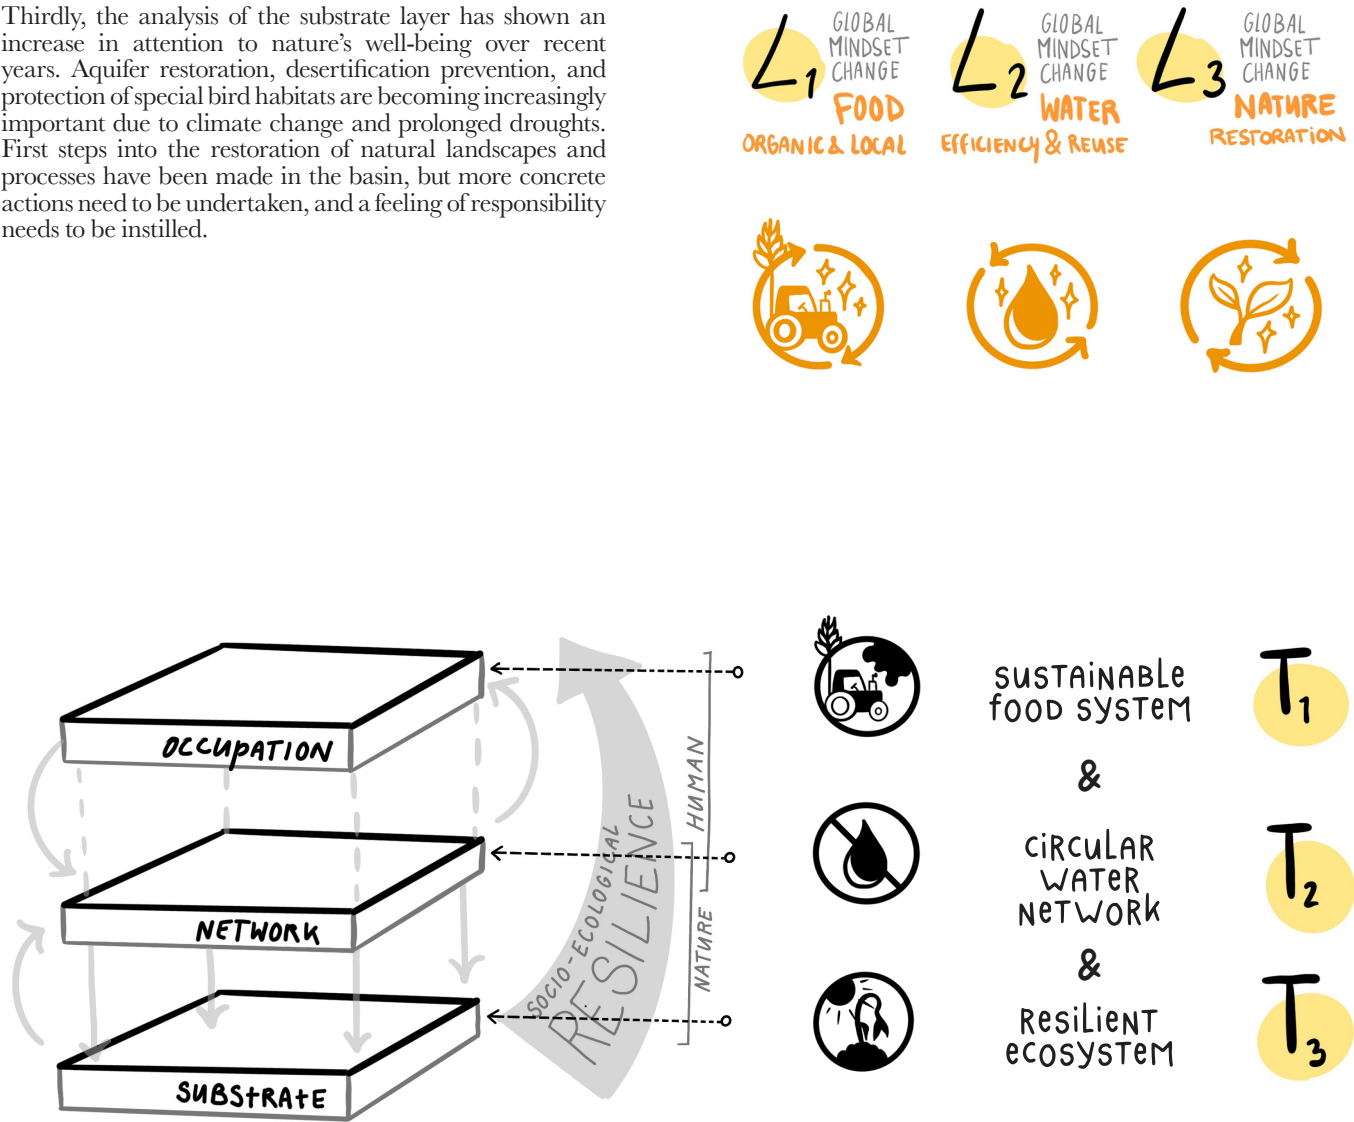 Thirdly, the analysis of the substrate layer has shown an
increase in attention to nature’s well-being over recent
years. Aquifer restoration, desertification prevention, and
protection of special bird habitats are becoming increasingly
important due to climate change and prolonged droughts.
First steps into the restoration of natural landscapes and
processes have been made in the basin, but more concrete
actions need to be undertaken, and a feeling of responsibility
needs to be instilled.
L1
GLOBAL
MINDSET
CHANGE
FOOD
ORGANIC & LOCAL
L2
GLOBAL
MINDSET
CHANGE
WATER
EFFICIENCY & REUSE
L3
GLOBAL
MINDSET
CHANGE
NATURE
RESTORATION
OCCUPATION
NETWORK
SUBSTRATE
SOCIO-ECOLOGICAL
RESILIENCE
HUMAN
NATURE
SUSTAINABLE
FOOD SYSTEM
T1
&
CIRCULAR
WATER
NETWORK
T2
&
RESILIENT
ECOSYSTEM
T3